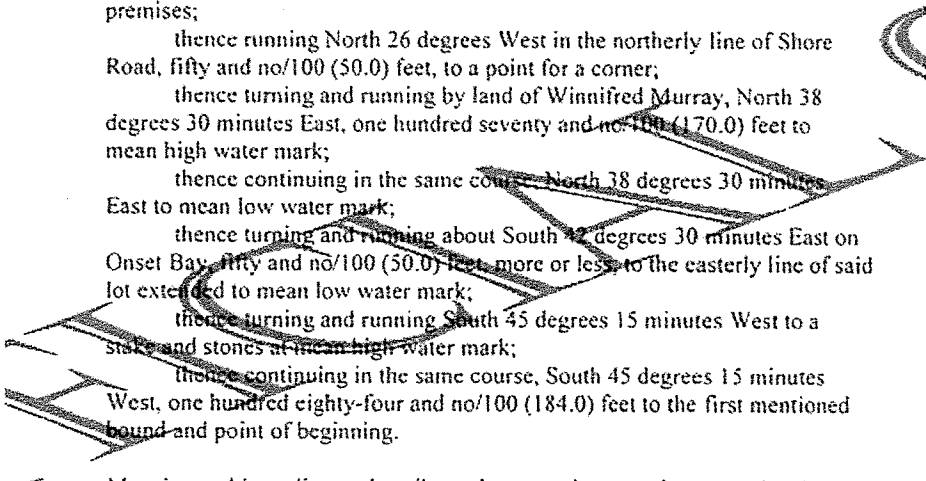 premises;
thence running North 26 degrees West in the northerly line of Shore
Road, fifty and no/100 (50.0) feet, to a point for a corner;
thence turning and running by land of Winnifred Murray, North 38
degrees 30 minutes East, one hundred seventy and no/100 (170.0) feet to
mean high water mark;
thence continuing in the same course, North 38 degrees 30 minutes
East to mean low water mark;
thence turning and running about South 42 degrees 30 minutes East on
Onset Bay, fifty and no/100 (50.0) feet, more or less, to the easterly line of said
lot extended to mean low water mark;
thence turning and running South 45 degrees 15 minutes West to a
stake and stones at mean high water mark;
thence continuing in the same course, South 45 degrees 15 minutes
West, one hundred eighty-four and no/100 (184.0) feet to the first mentioned
bound and point of beginning.